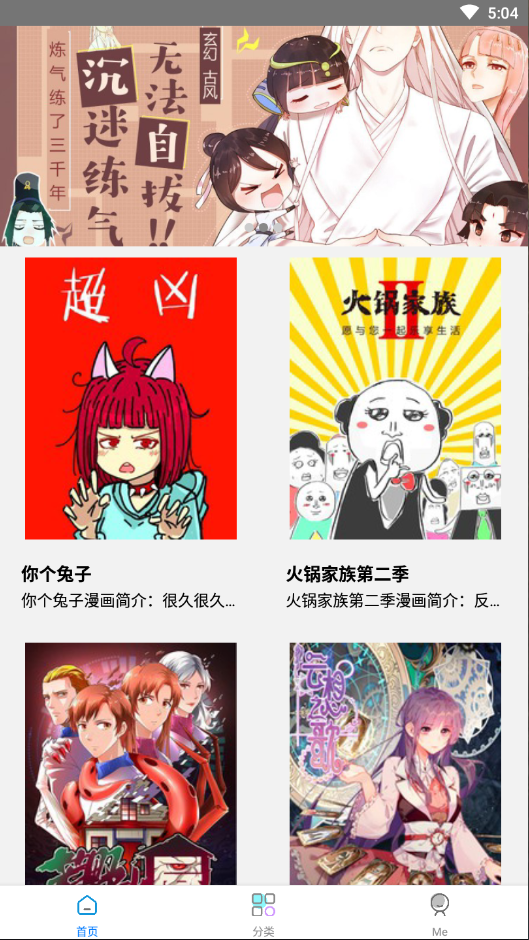 5:04
玄幻 古风
无法自拔!!
沉迷练气
炼气练了三千年
超 凶
火锅家族
II
愿与您一起乐享生活
你个兔子
火锅家族第二季
你个兔子漫画简介：很久很久...
火锅家族第二季漫画简介：反...
绘想恋歌
首页
分类
Me